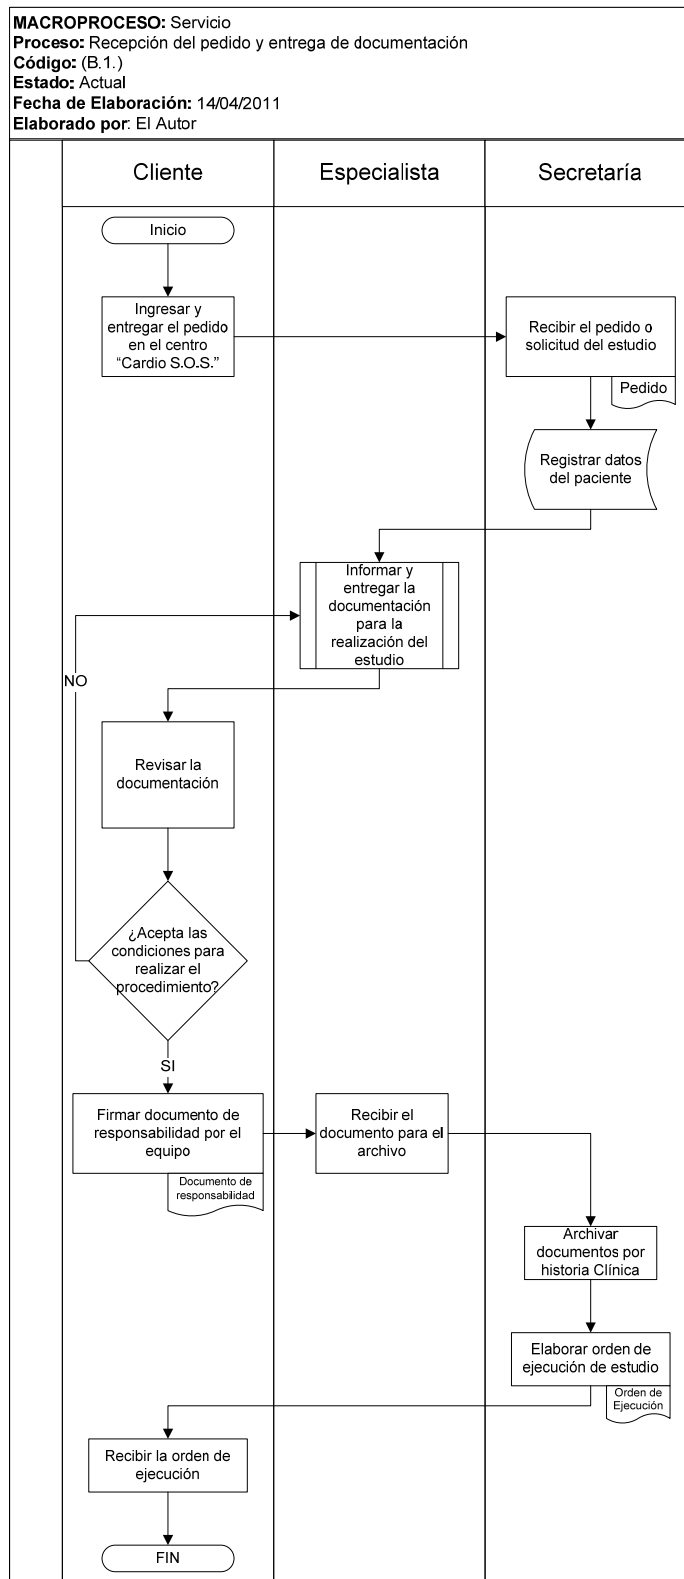 MACROPROCESO: Servicio
Proceso: Recepción del pedido y entrega de documentación
Código: (B.1.)
Estado: Actual
Fecha de Elaboración: 14/04/2011
Elaborado por: El Autor
Cliente
Especialista
Secretaría
Inicio
Ingresar y
entregar el pedido
en el centro
“Cardio S.O.S.”
Recibir el pedido o
solicitud del estudio
Pedido
Registrar datos
del paciente
Informar y
entregar la
documentación
para la
realización del
estudio
NO
Revisar la
documentación
¿Acepta las
condiciones para
realizar el
procedimiento?
SI
Firmar documento de
responsabilidad por el
equipo
Documento de
responsabilidad
Recibir el
documento para el
archivo
Archivar
documentos por
historia Clínica
Elaborar orden de
ejecución de estudio
Orden de
Ejecución
Recibir la orden de
ejecución
FIN